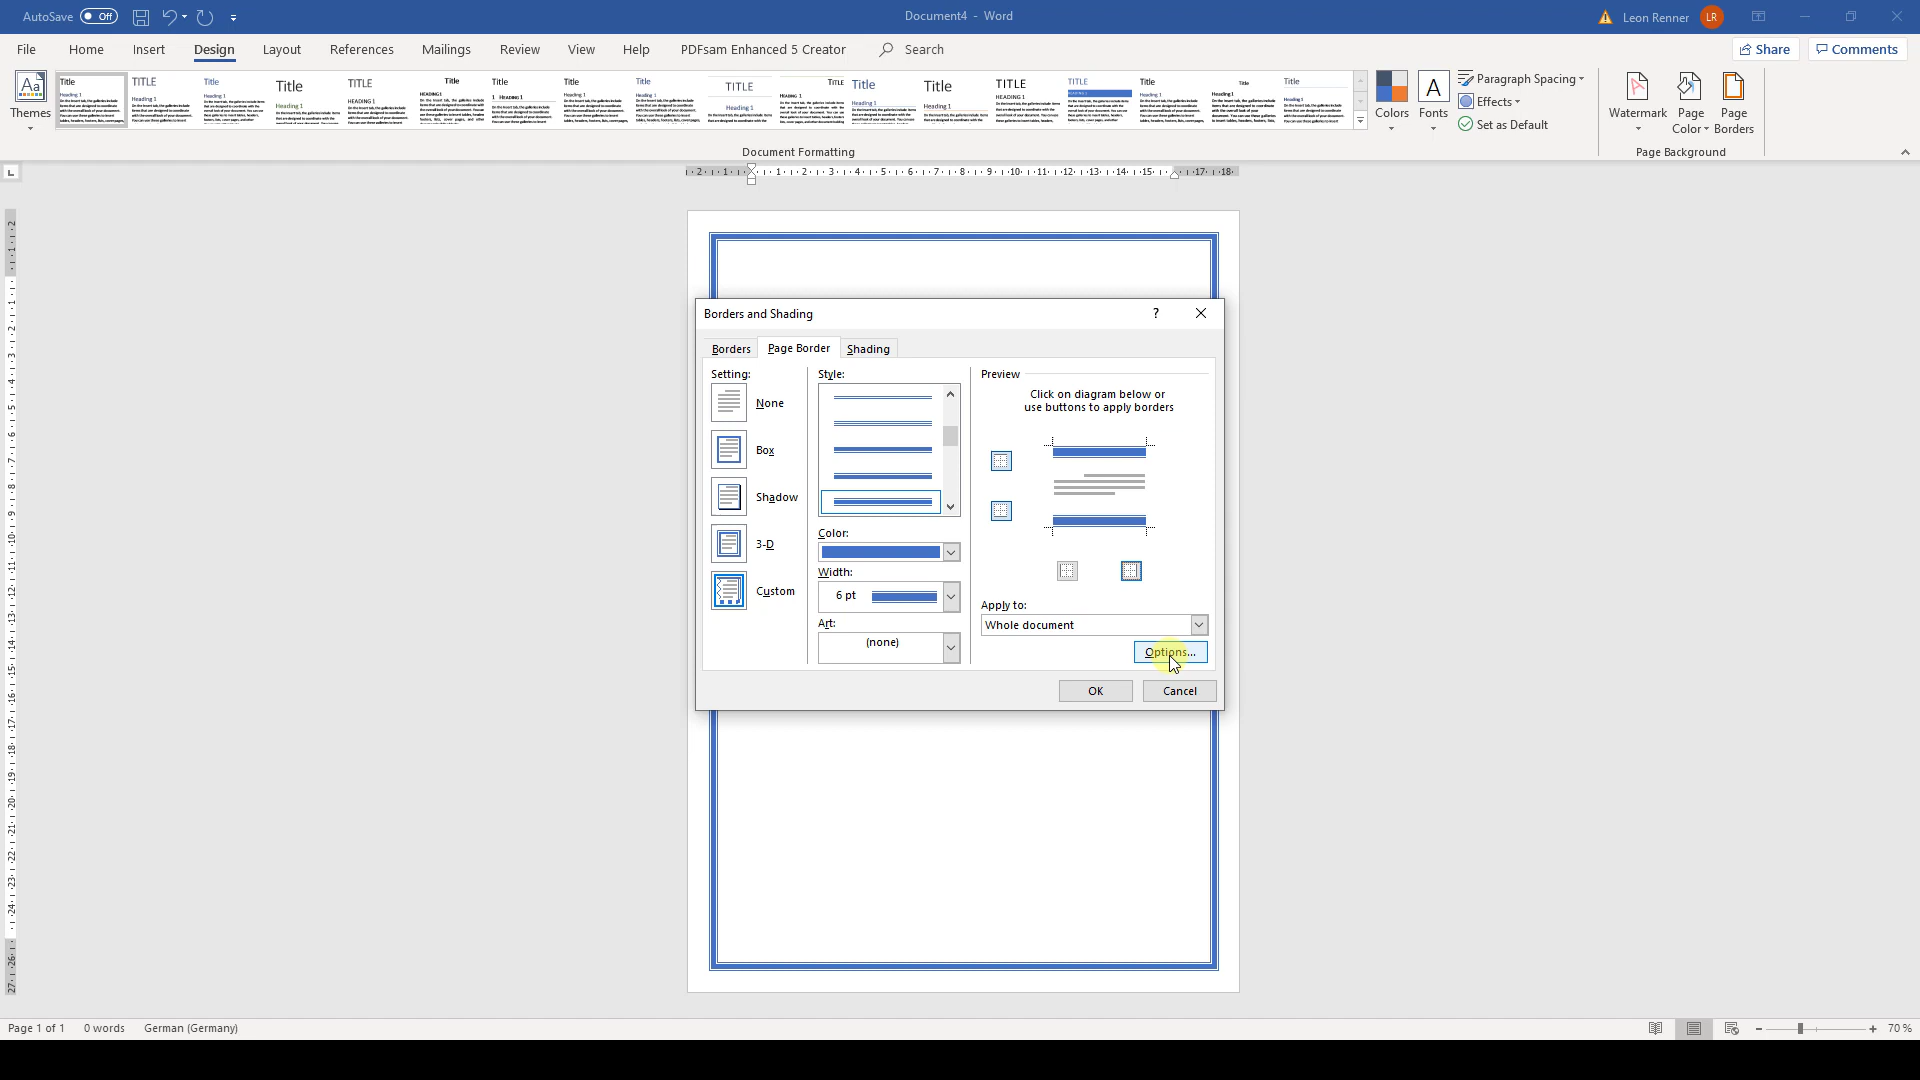 AutoSave Off
Document4 - Word
Leon Renner LR
File Home Insert Design Layout References Mailings Review View Help PDFsam Enhanced 5 Creator Search
Share Comments
Themes
Colors
Fonts
Paragraph Spacing
Effects
Set as Default
Watermark
Page Color
Page Borders
Document Formatting
Page Background
Borders and Shading
?
Borders Page Border Shading
Setting:
None
Box
Shadow
3-D
Custom
Style:
Color:
Width:
6 pt
Art:
(none)
Preview
Click on diagram below or
use buttons to apply borders
Apply to:
Whole document
Options...
OK Cancel
Page 1 of 1 0 words German (Germany)
70 %